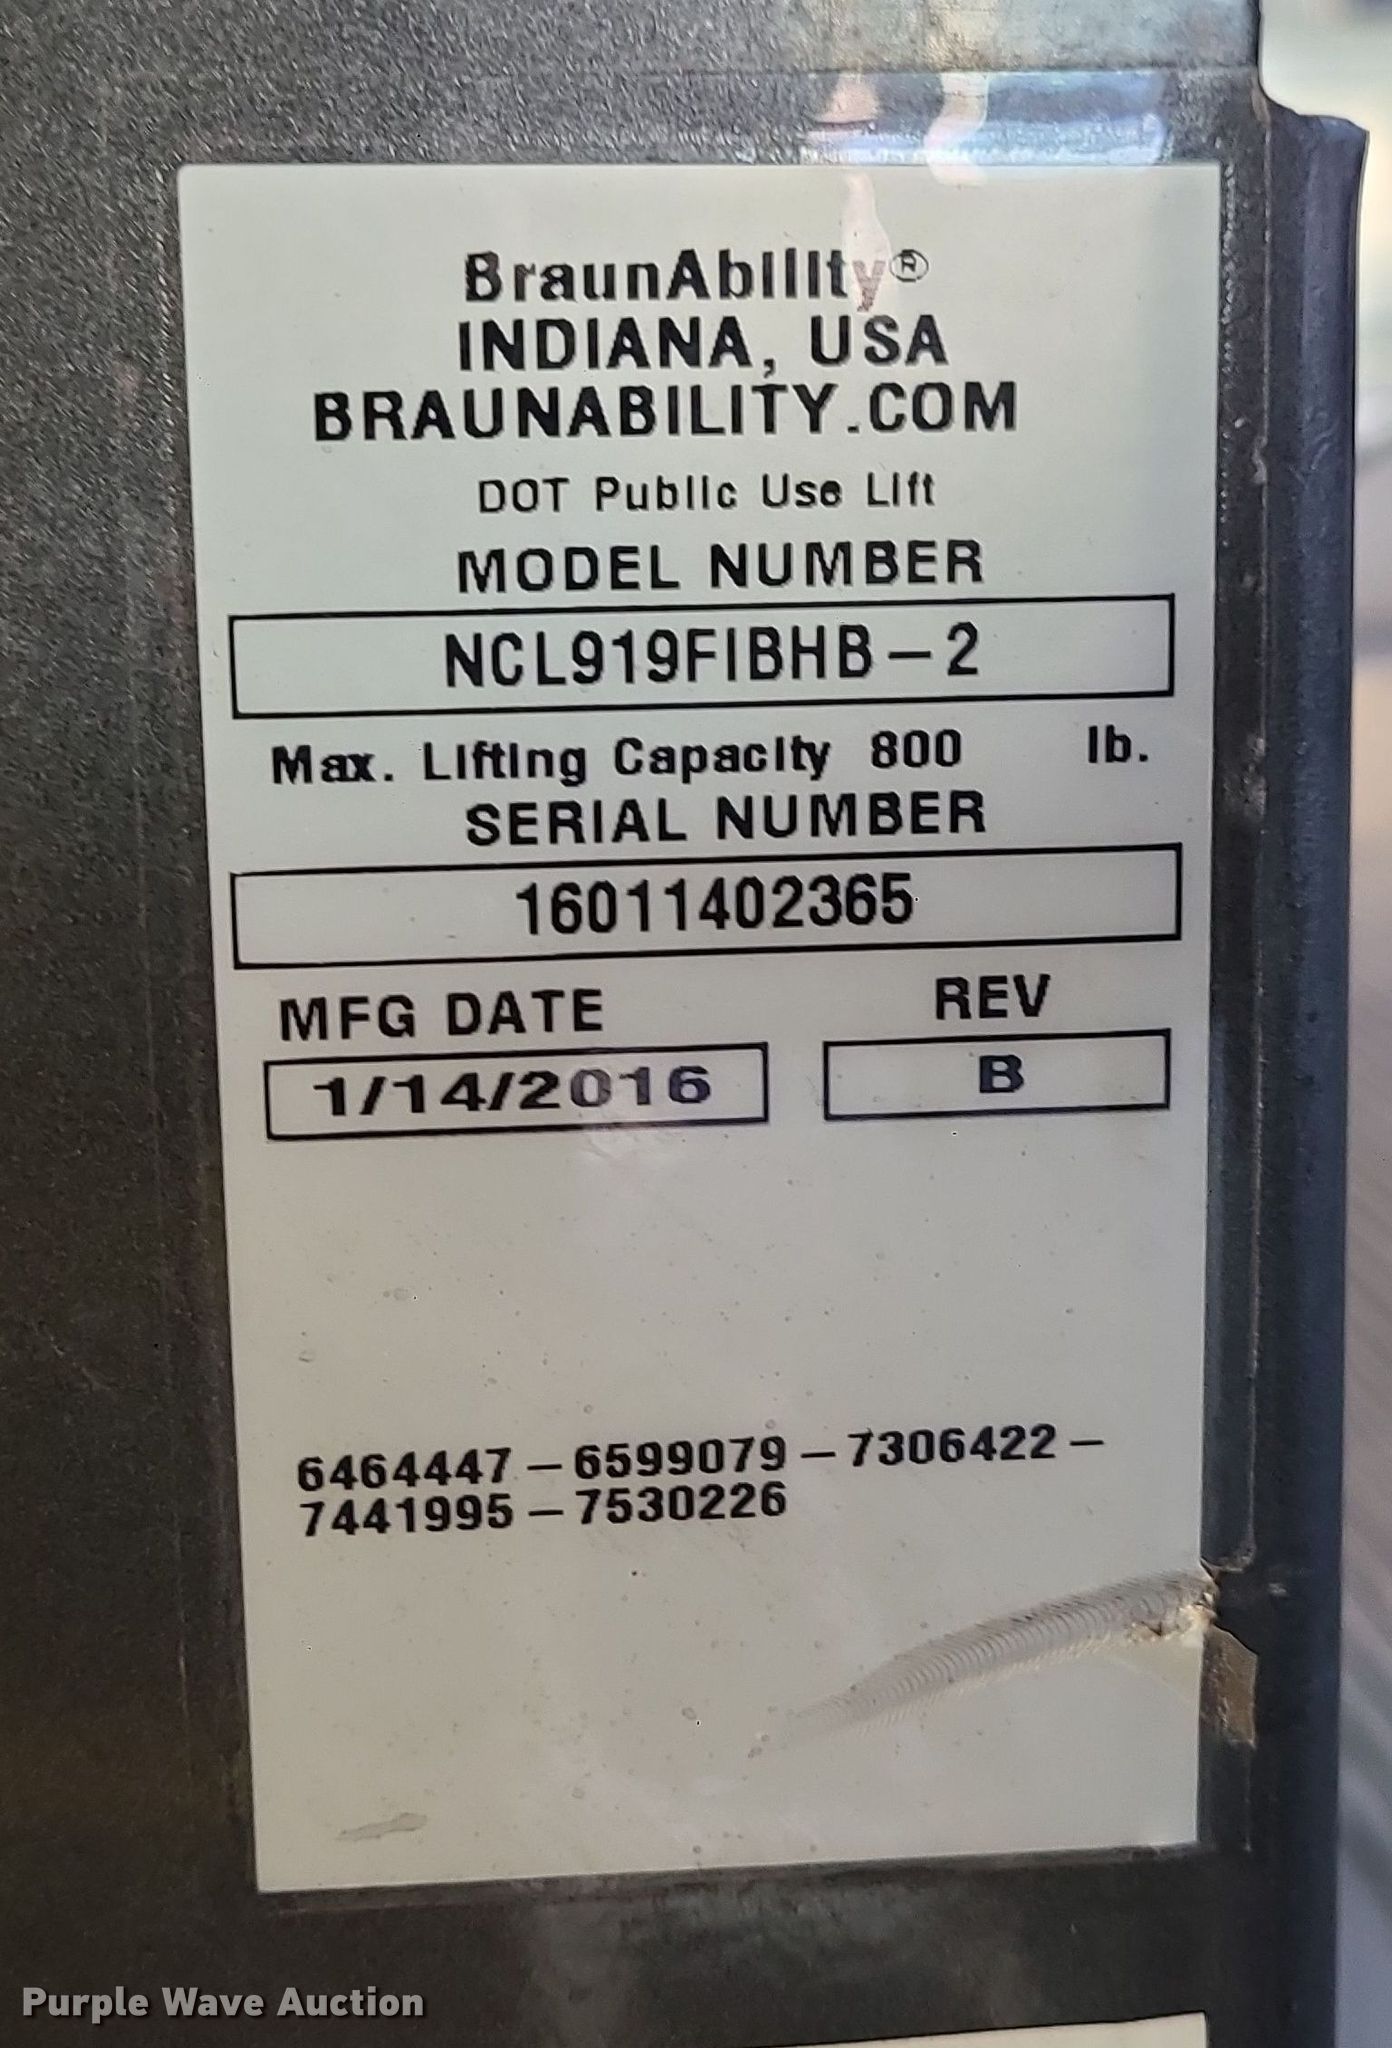 BraunAbility®
INDIANA, USA
BRAUNABILITY.COM
DOT Public Use Lift
MODEL NUMBER
NCL919FIBHB-2
Max. Lifting Capacity 800 lb.
SERIAL NUMBER
16011402365
MFG DATE REV
1/14/2016 B
6464447-6599079-7306422-
7441995-7530226
Purple Wave Auction